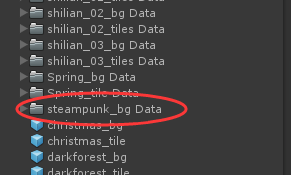 shilian_02_bg Data
shilian_02_tiles Data
shilian_03_bg Data
shilian_03_tiles Data
Spring_bg Data
Spring_tile Data
steampunk_bg Data
christmas_bg
christmas_tile
darkforest_bg
darkforest_tile